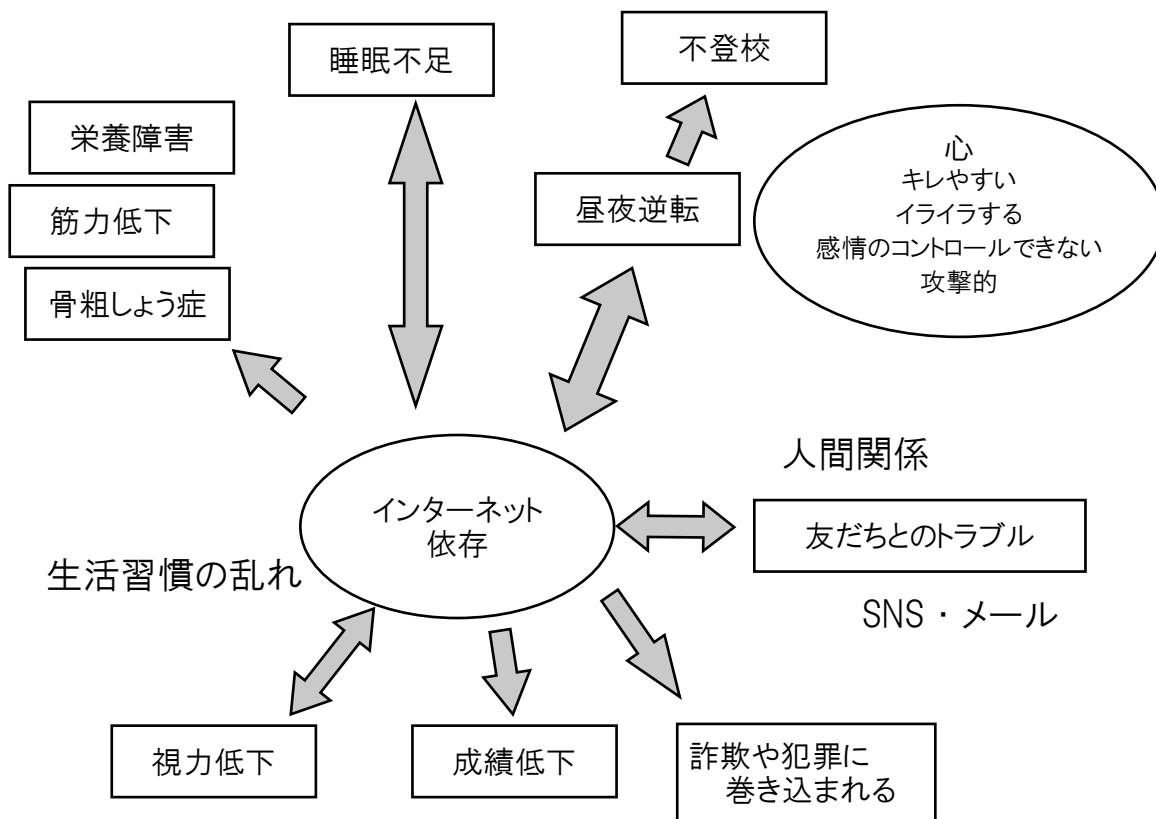 睡眠不足
不登校
栄養障害
筋力低下
骨粗しょう症
昼夜逆転
心
キレやすい
イライラする
感情のコントロールできない
攻撃的
人間関係
インターネット
依存
友だちとのトラブル
生活習慣の乱れ
SNS・メール
視力低下
成績低下
詐欺や犯罪に
巻き込まれる